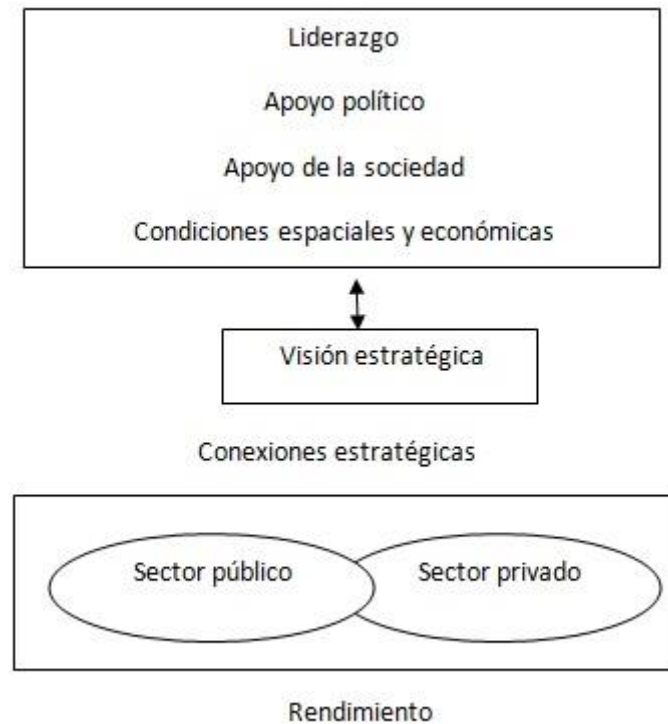 Liderazgo
Apoyo político
Apoyo de la sociedad
Condiciones espaciales y económicas
Visión estratégica
Conexiones estratégicas
Sector público Sector privado
Rendimiento